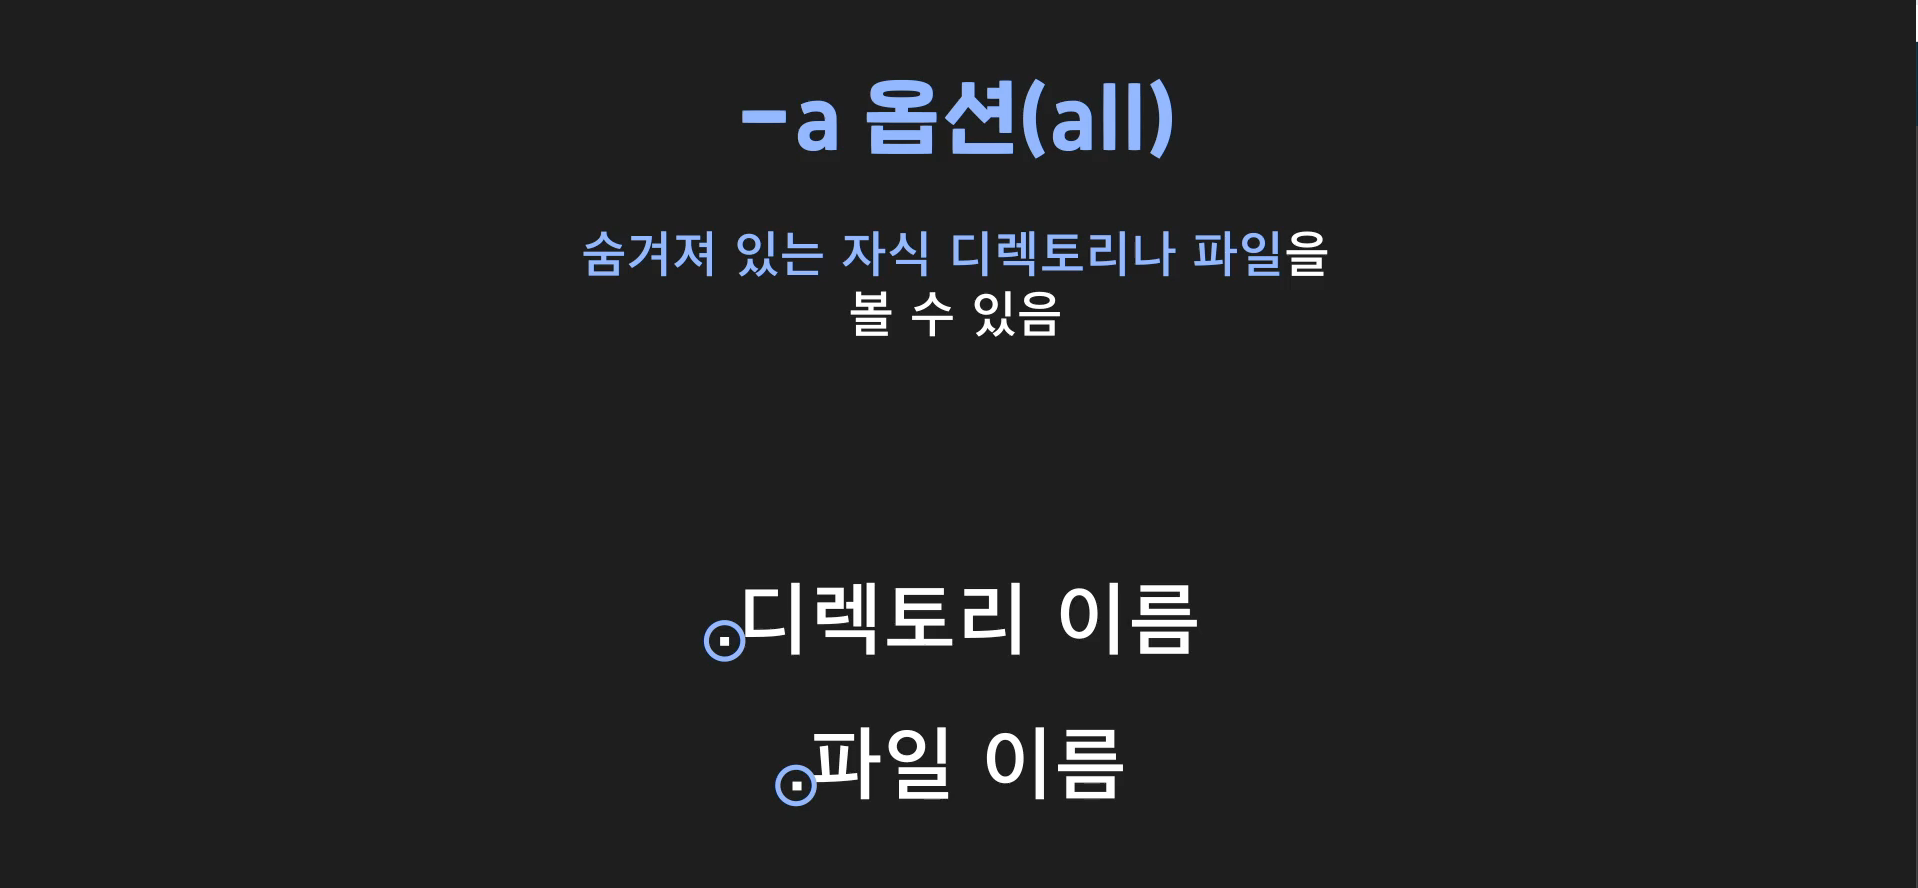 -a 옵션(all)
숨겨져 있는 자식 디렉토리나 파일을
볼 수 있음
.디렉토리 이름
.파일 이름